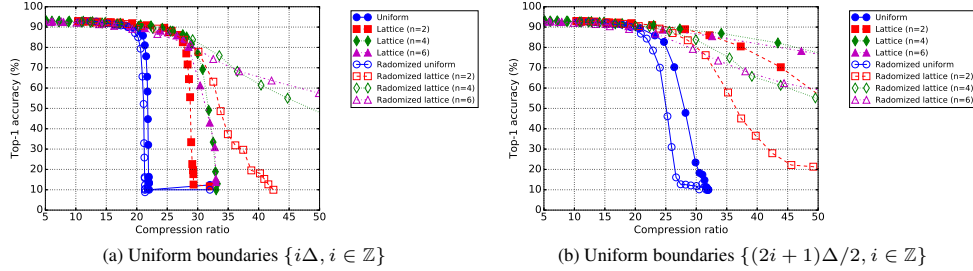 100
90
80
70
60
50
40
30
20
10
0
Top-1 accuracy (%)
5 10 15 20 25 30 35 40 45 50
Compression ratio
Uniform
Lattice (n=2)
Lattice (n=4)
Lattice (n=6)
Radomized uniform
Radomized lattice (n=2)
Radomized lattice (n=4)
Radomized lattice (n=6)
(a) Uniform boundaries {iΔ, i ∈ ℤ}
100
90
80
70
60
50
40
30
20
10
0
Top-1 accuracy (%)
5 10 15 20 25 30 35 40 45 50
Compression ratio
Uniform
Lattice (n=2)
Lattice (n=4)
Lattice (n=6)
Radomized uniform
Radomized lattice (n=2)
Radomized lattice (n=4)
Radomized lattice (n=6)
(b) Uniform boundaries {(2i + 1)Δ/2, i ∈ ℤ}